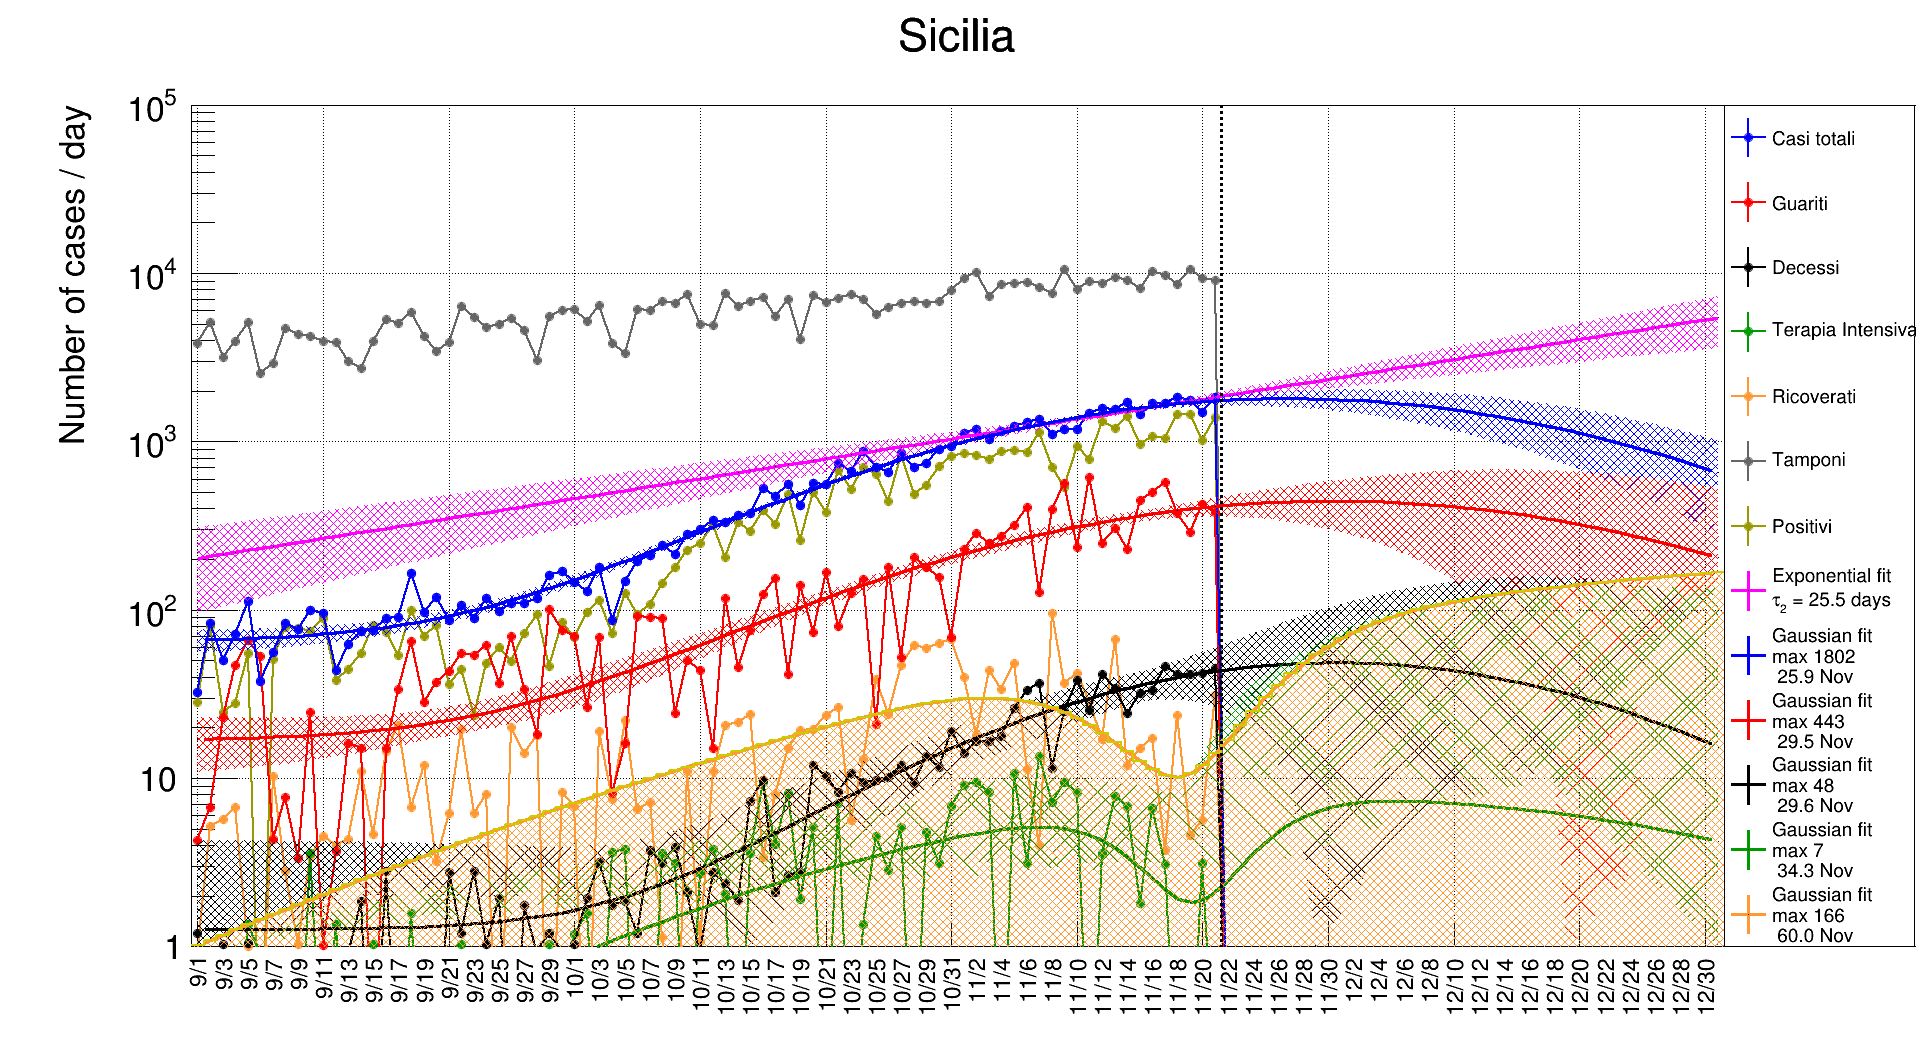 Sicilia
Number of cases / day
10^5
10^4
10^3
10^2
10
1
9/1
9/3
9/5
9/7
9/9
9/11
9/13
9/15
9/17
9/19
9/21
9/23
9/25
9/27
9/29
10/1
10/3
10/5
10/7
10/9
10/11
10/13
10/15
10/17
10/19
10/21
10/23
10/25
10/27
10/29
10/31
11/2
11/4
11/6
11/8
11/10
11/12
11/14
11/16
11/18
11/20
11/22
11/24
11/26
11/28
11/30
12/2
12/4
12/6
12/8
12/10
12/12
12/14
12/16
12/18
12/20
12/22
12/24
12/26
12/28
12/30
Casi totali
Guariti
Decessi
Terapia Intensiva
Ricoverati
Tamponi
Positivi
Exponential fit
τ2 = 25.5 days
Gaussian fit
max 1802
25.9 Nov
Gaussian fit
max 443
29.5 Nov
Gaussian fit
max 48
29.6 Nov
Gaussian fit
max 7
34.3 Nov
Gaussian fit
max 166
60.0 Nov